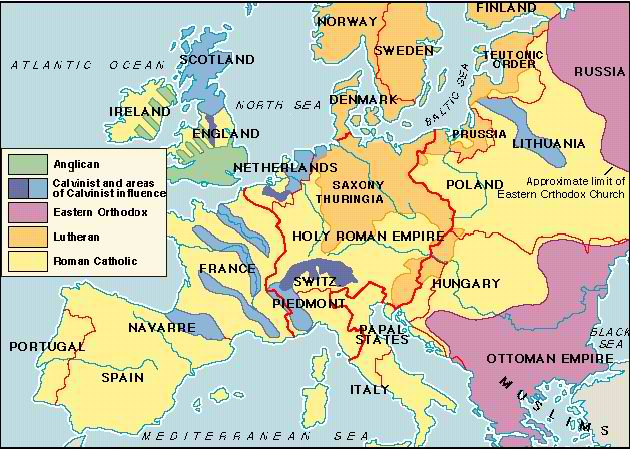 NORWAY
FINLAND
SWEDEN
TEUTONIC
ORDER
ATLANTIC OCEAN
SCOTLAND
RUSSIA
BALTIC SEA
NORTH SEA
IRELAND
DENMARK
ENGLAND
PRUSSIA
LITHUANIA
NETHERLANDS
Anglican
Calvinist and areas
of Calvinist influence
Eastern Orthodox
Lutheran
Roman Catholic
SAXONY
THURINGIA
POLAND
Approximate limit of
Eastern Orthodox Church
HOLY ROMAN EMPIRE
FRANCE
SWITZ
HUNGARY
PIEDMONT
NAVARRE
PAPAL
STATES
BLACK
SEA
PORTUGAL
OTTOMAN EMPIRE
SPAIN
ITALY
MUSLIMS
MEDITERRANEAN SEA